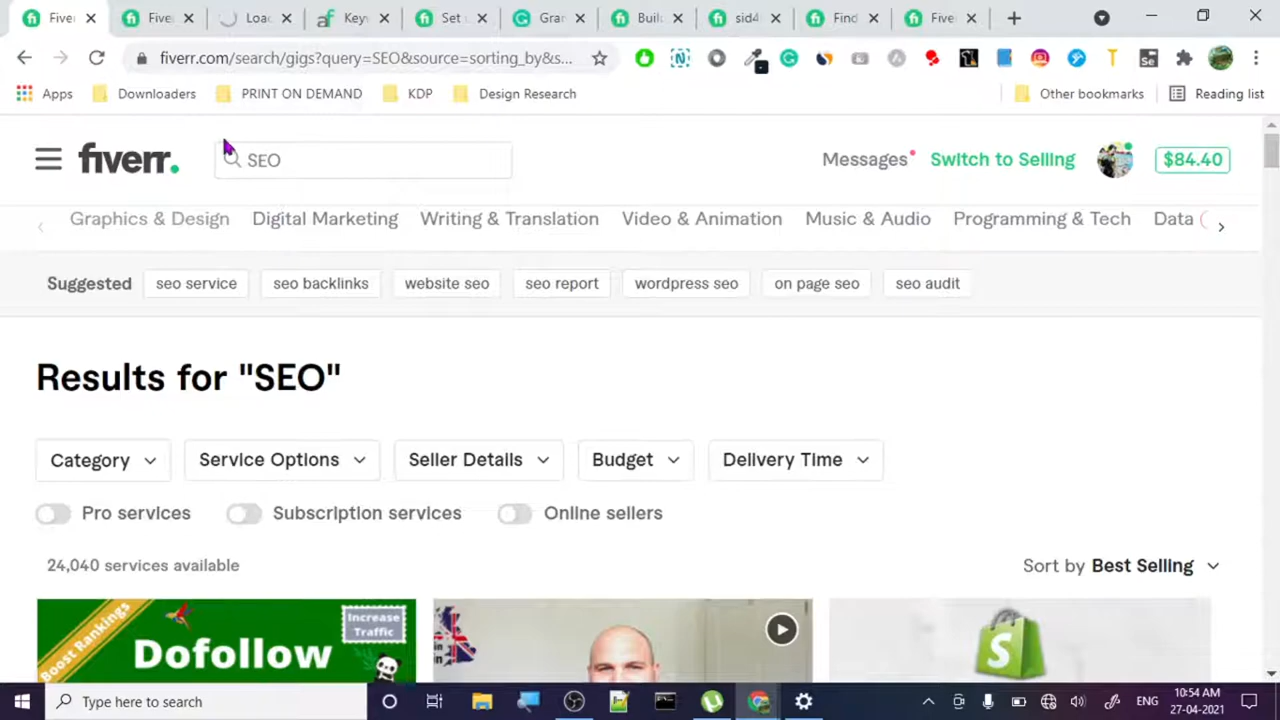 Five
Five
Loa
Keyv
Set u
Gran
Buil
sid4
Find
Five
fiverr.com/search/gigs?query=SEO&source=sorting_by&s...
Apps Downloaders PRINT ON DEMAND KDP Design Research Other bookmarks Reading list
fiverr. SEO Messages Switch to Selling $84.40
Graphics & Design Digital Marketing Writing & Translation Video & Animation Music & Audio Programming & Tech Data
Suggested seo service seo backlinks website seo seo report wordpress seo on page seo seo audit
Results for "SEO"
Category Service Options Seller Details Budget Delivery Time
Pro services Subscription services Online sellers
24,040 services available Sort by Best Selling
Boost Rankings
Dofollow
Increase
Traffic
S
Type here to search
ENG
10:54 AM
27-04-2021